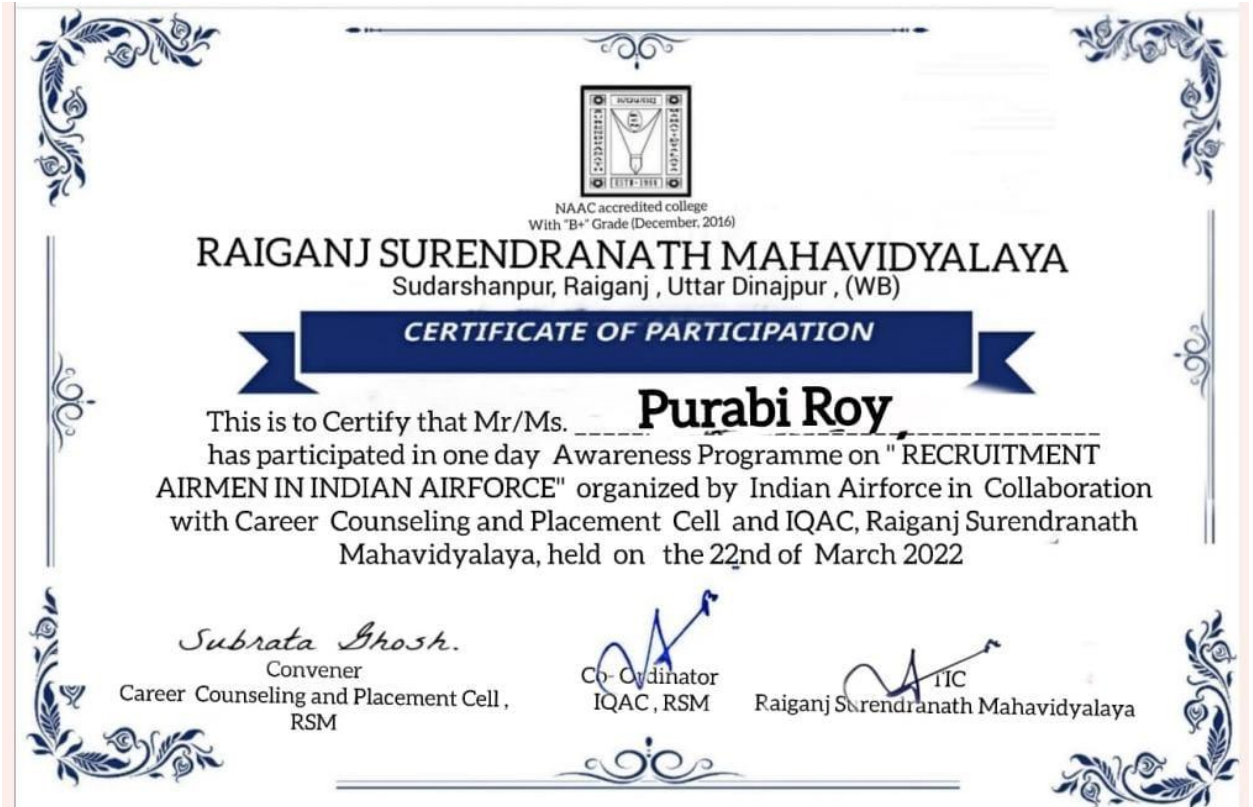 ESTD-1968
NAAC accredited college
With "B+" Grade (December, 2016)
RAIGANJ SURENDRANATH MAHAVIDYALAYA
Sudarshanpur, Raiganj , Uttar Dinajpur , (WB)
CERTIFICATE OF PARTICIPATION
This is to Certify that Mr/Ms. Purabi Roy
has participated in one day Awareness Programme on " RECRUITMENT
AIRMEN IN INDIAN AIRFORCE" organized by Indian Airforce in Collaboration
with Career Counseling and Placement Cell and IQAC, Raiganj Surendranath
Mahavidyalaya, held on the 22nd of March 2022
Subrata Ghosh.
Convener
Career Counseling and Placement Cell ,
RSM
Co-Ordinator
IQAC , RSM
TIC
Raiganj Surendranath Mahavidyalaya